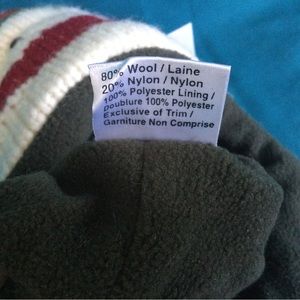 80% Wool / Laine
20% Nylon / Nylon
100% Polyester Lining /
Doublure 100% Polyester
Exclusive of Trim /
Garniture Non Comprise